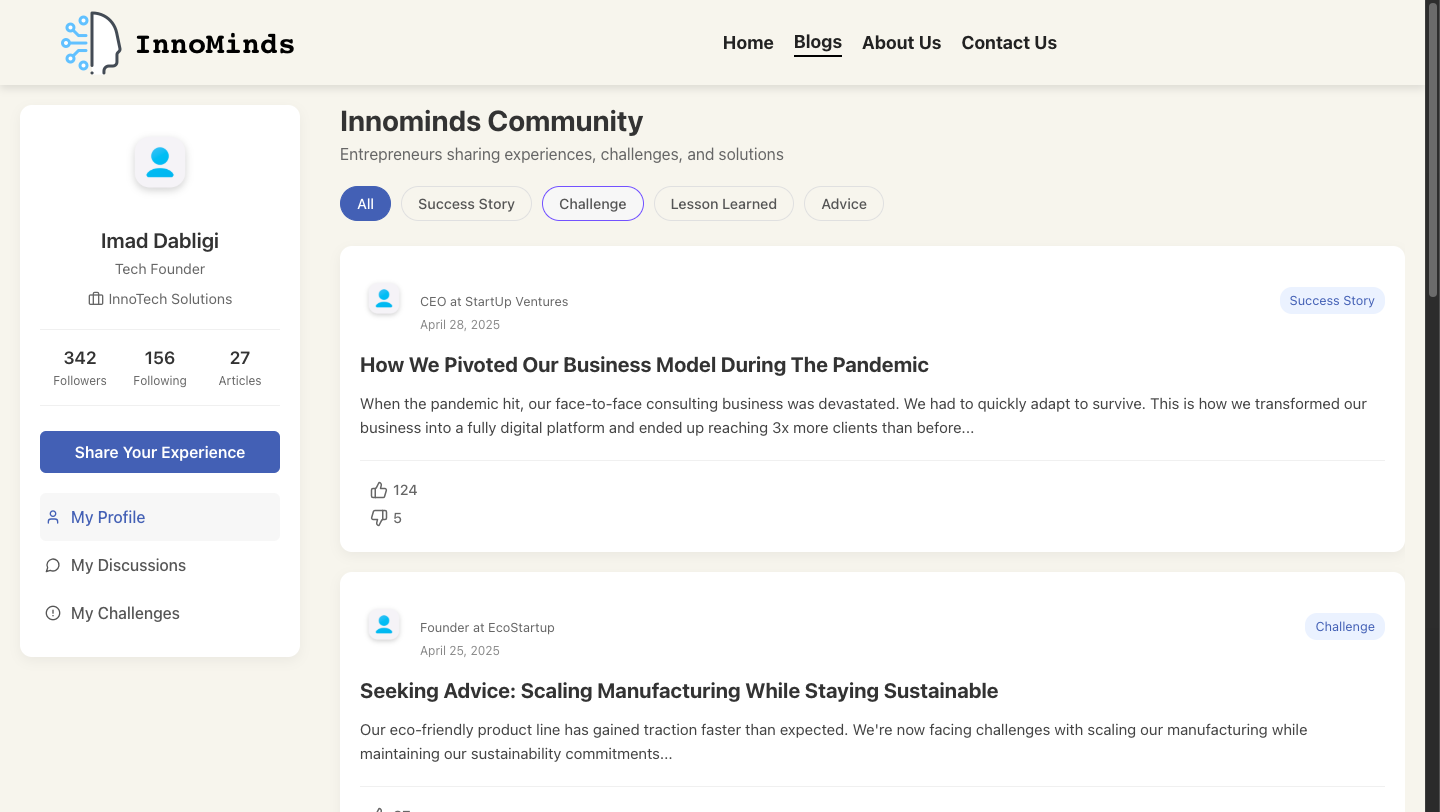 InnoMinds
Home
Blogs
About Us
Contact Us
Imad Dabligi
Tech Founder
InnoTech Solutions
342
156
27
Followers
Following
Articles
Share Your Experience
My Profile
My Discussions
My Challenges
Innominds Community
Entrepreneurs sharing experiences, challenges, and solutions
All
Success Story
Challenge
Lesson Learned
Advice
CEO at StartUp Ventures
April 28, 2025
Success Story
How We Pivoted Our Business Model During The Pandemic
When the pandemic hit, our face-to-face consulting business was devastated. We had to quickly adapt to survive. This is how we transformed our
business into a fully digital platform and ended up reaching 3x more clients than before...
124
5
Founder at EcoStartup
April 25, 2025
Challenge
Seeking Advice: Scaling Manufacturing While Staying Sustainable
Our eco-friendly product line has gained traction faster than expected. We're now facing challenges with scaling our manufacturing while
maintaining our sustainability commitments...